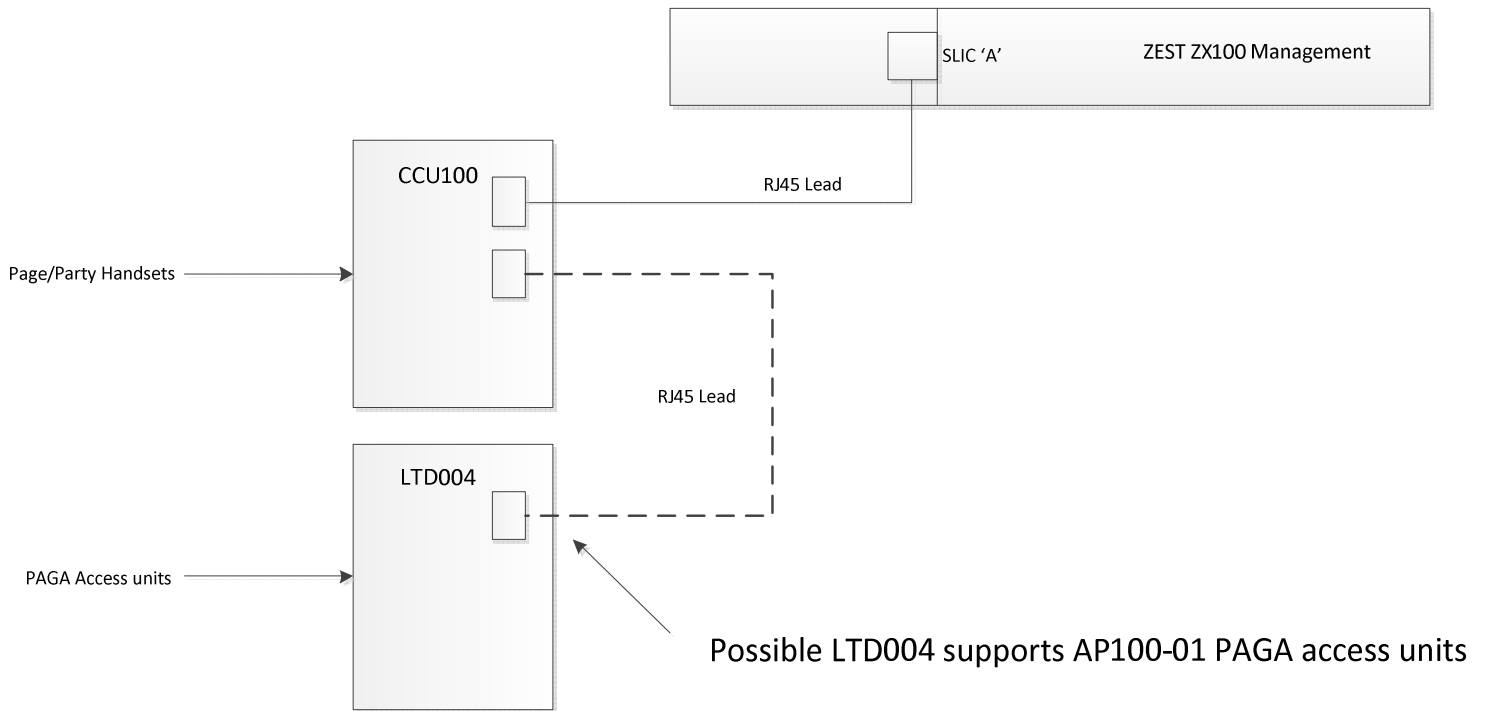 SLIC ‘A’
ZEST ZX100 Management
CCU100
RJ45 Lead
Page/Party Handsets
RJ45 Lead
LTD004
PAGA Access units
Possible LTD004 supports AP100-01 PAGA access units